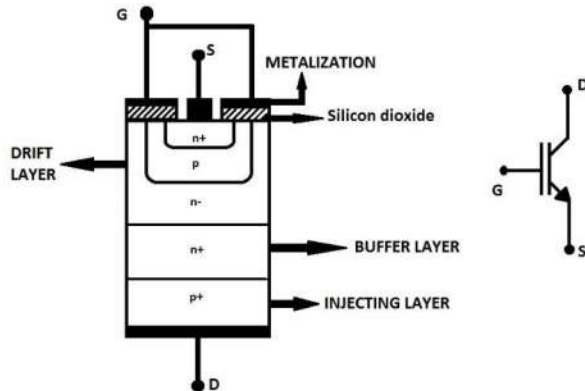 G
S
METALIZATION
Silicon dioxide
n+
p
DRIFT
LAYER
n-
n+
BUFFER LAYER
p+
INJECTING LAYER
D
D
G
S